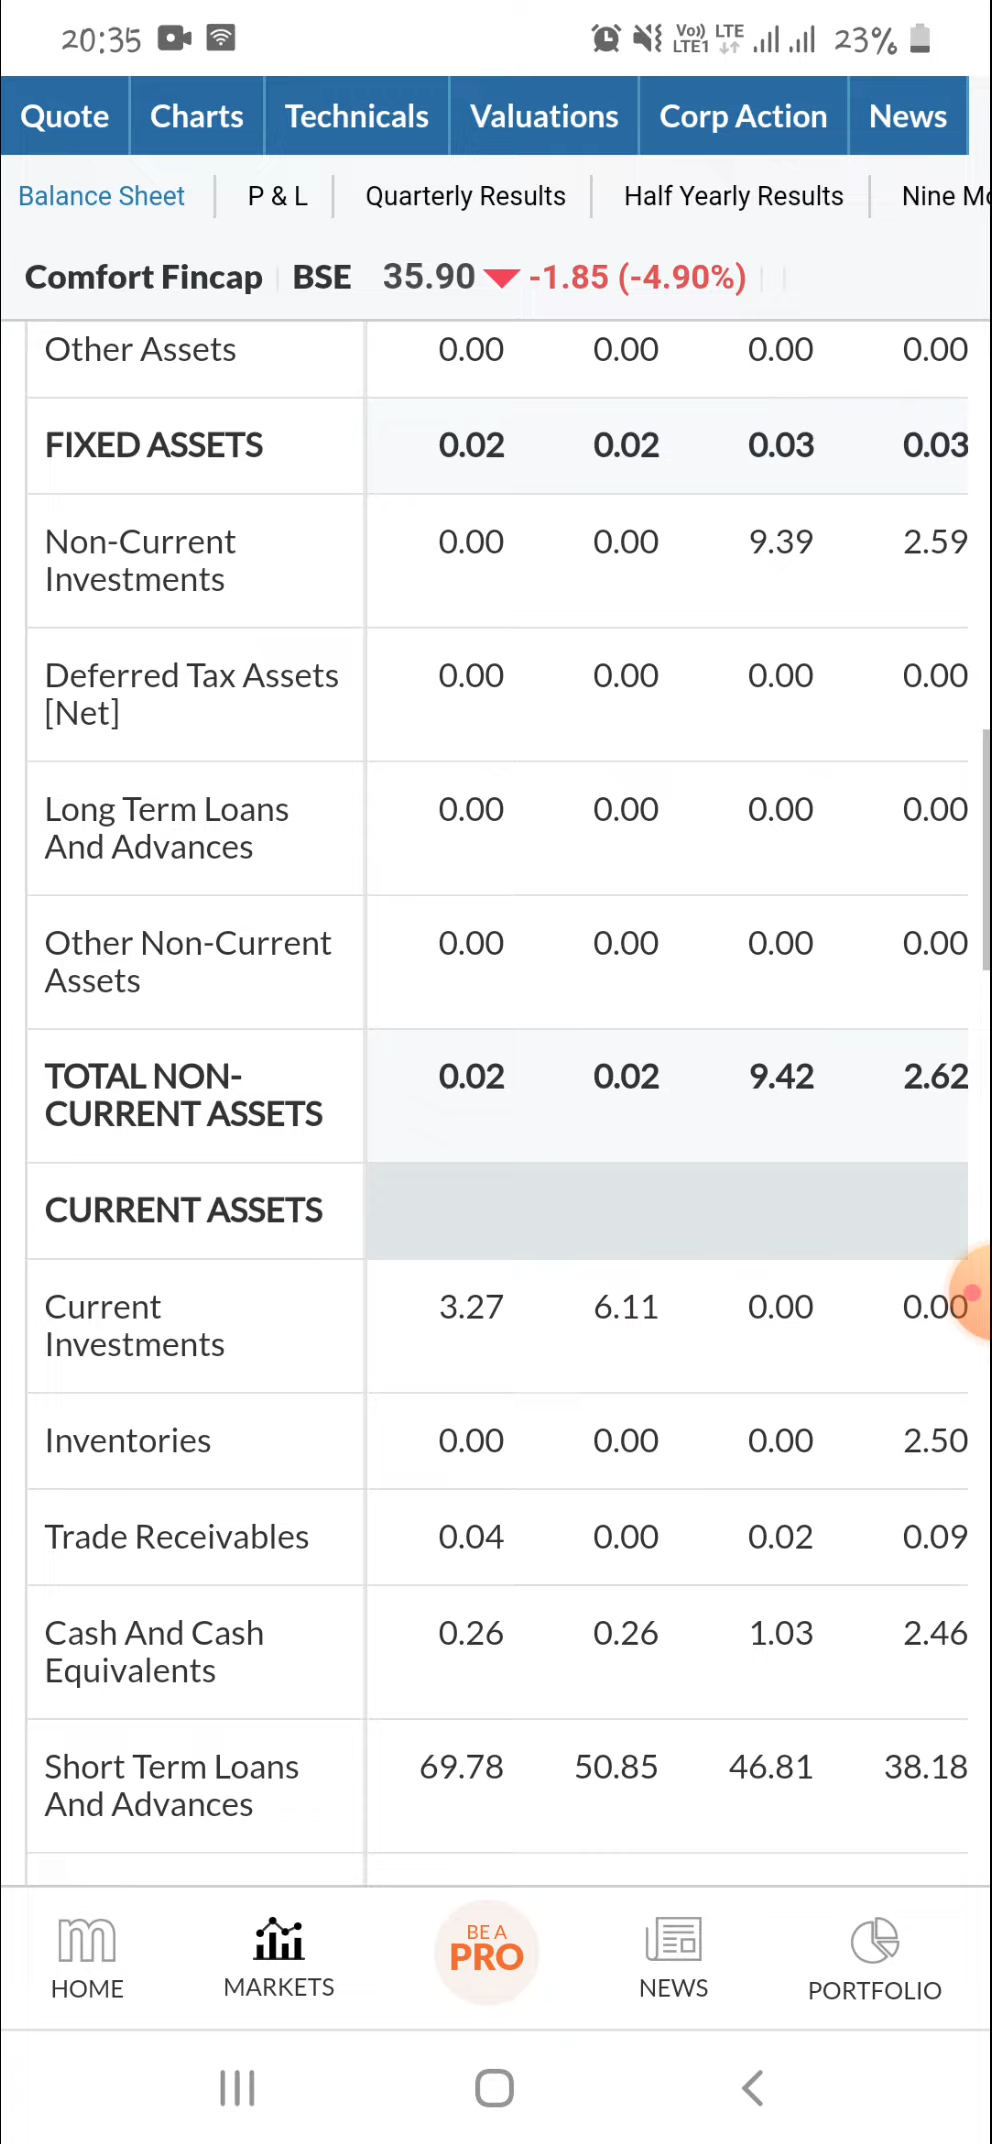 20:35 Vo)) LTE1 LTE 23%
Quote Charts Technicals Valuations Corp Action News
Balance Sheet P & L Quarterly Results Half Yearly Results Nine Mo
Comfort Fincap BSE 35.90 -1.85 (-4.90%)
Other Assets 0.00 0.00 0.00 0.00
FIXED ASSETS 0.02 0.02 0.03 0.03
Non-Current 0.00 0.00 9.39 2.59
Investments
Deferred Tax Assets 0.00 0.00 0.00 0.00
[Net]
Long Term Loans 0.00 0.00 0.00 0.00
And Advances
Other Non-Current 0.00 0.00 0.00 0.00
Assets
TOTAL NON- 0.02 0.02 9.42 2.62
CURRENT ASSETS
CURRENT ASSETS
Current 3.27 6.11 0.00 0.00
Investments
Inventories 0.00 0.00 0.00 2.50
Trade Receivables 0.04 0.00 0.02 0.09
Cash And Cash 0.26 0.26 1.03 2.46
Equivalents
Short Term Loans 69.78 50.85 46.81 38.18
And Advances
BE A
PRO
HOME MARKETS NEWS PORTFOLIO